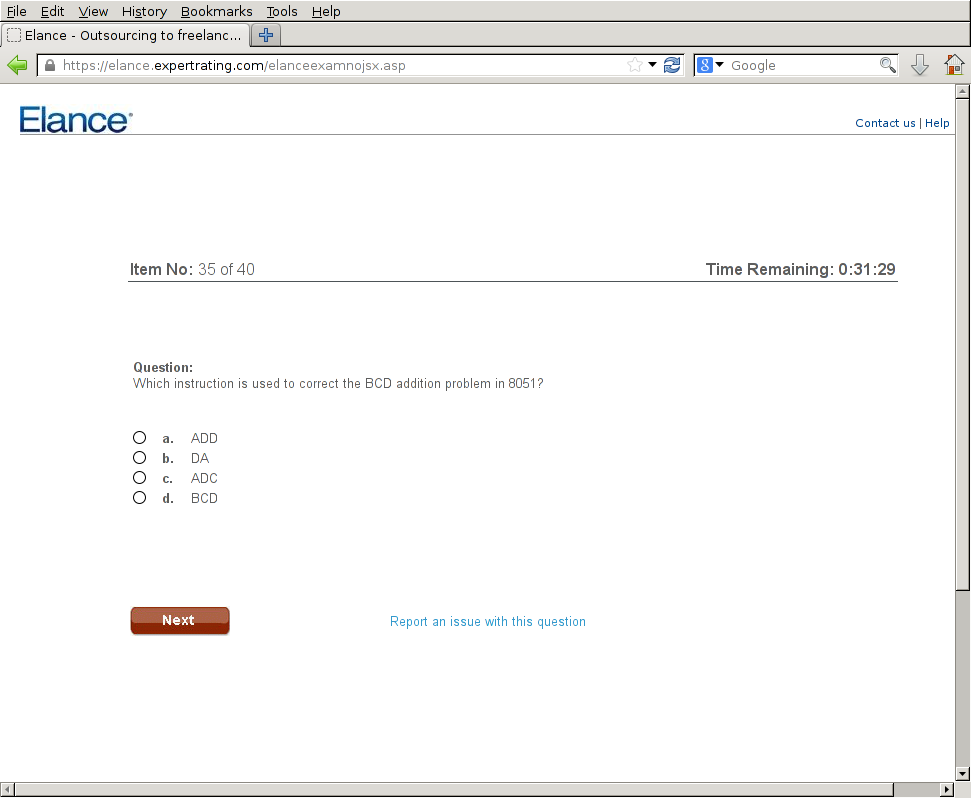 File Edit View History Bookmarks Tools Help
Elance - Outsourcing to freelanc...
https://elance.expertrating.com/elanceexamnojsx.asp
8 Google
Elance
Contact us | Help
Item No: 35 of 40 Time Remaining: 0:31:29
Question:
Which instruction is used to correct the BCD addition problem in 8051?
a. ADD
b. DA
c. ADC
d. BCD
Next Report an issue with this question